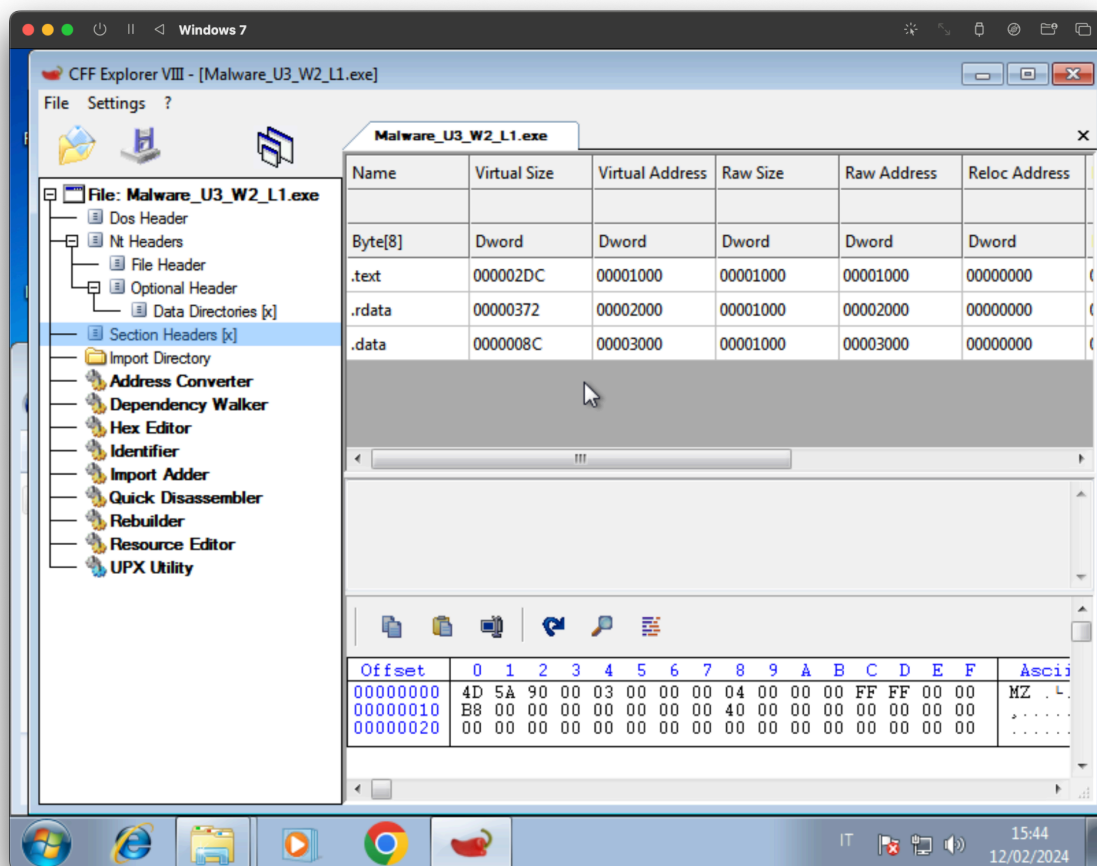 Windows 7
CFF Explorer VIII - [Malware_U3_W2_L1.exe]
File Settings ?
Malware_U3_W2_L1.exe
File: Malware_U3_W2_L1.exe
Dos Header
Nt Headers
File Header
Optional Header
Data Directories [x]
Section Headers [x]
Import Directory
Address Converter
Dependency Walker
Hex Editor
Identifier
Import Adder
Quick Disassembler
Rebuilder
Resource Editor
UPX Utility
Name Virtual Size Virtual Address Raw Size Raw Address Reloc Address
Byte[8] Dword Dword Dword Dword Dword
.text 000002DC 00001000 00001000 00001000 00000000
.rdata 00000372 00002000 00001000 00002000 00000000
.data 0000008C 00003000 00001000 00003000 00000000
Offset 0 1 2 3 4 5 6 7 8 9 A B C D E F Ascii
00000000 4D 5A 90 00 03 00 00 00 04 00 00 00 FF FF 00 00 MZ
00000010 B8 00 00 00 00 00 00 00 40 00 00 00 00 00 00 00 ¸.....
00000020 00 00 00 00 00 00 00 00 00 00 00 00 00 00 00 00 ......
IT
15:44
12/02/2024